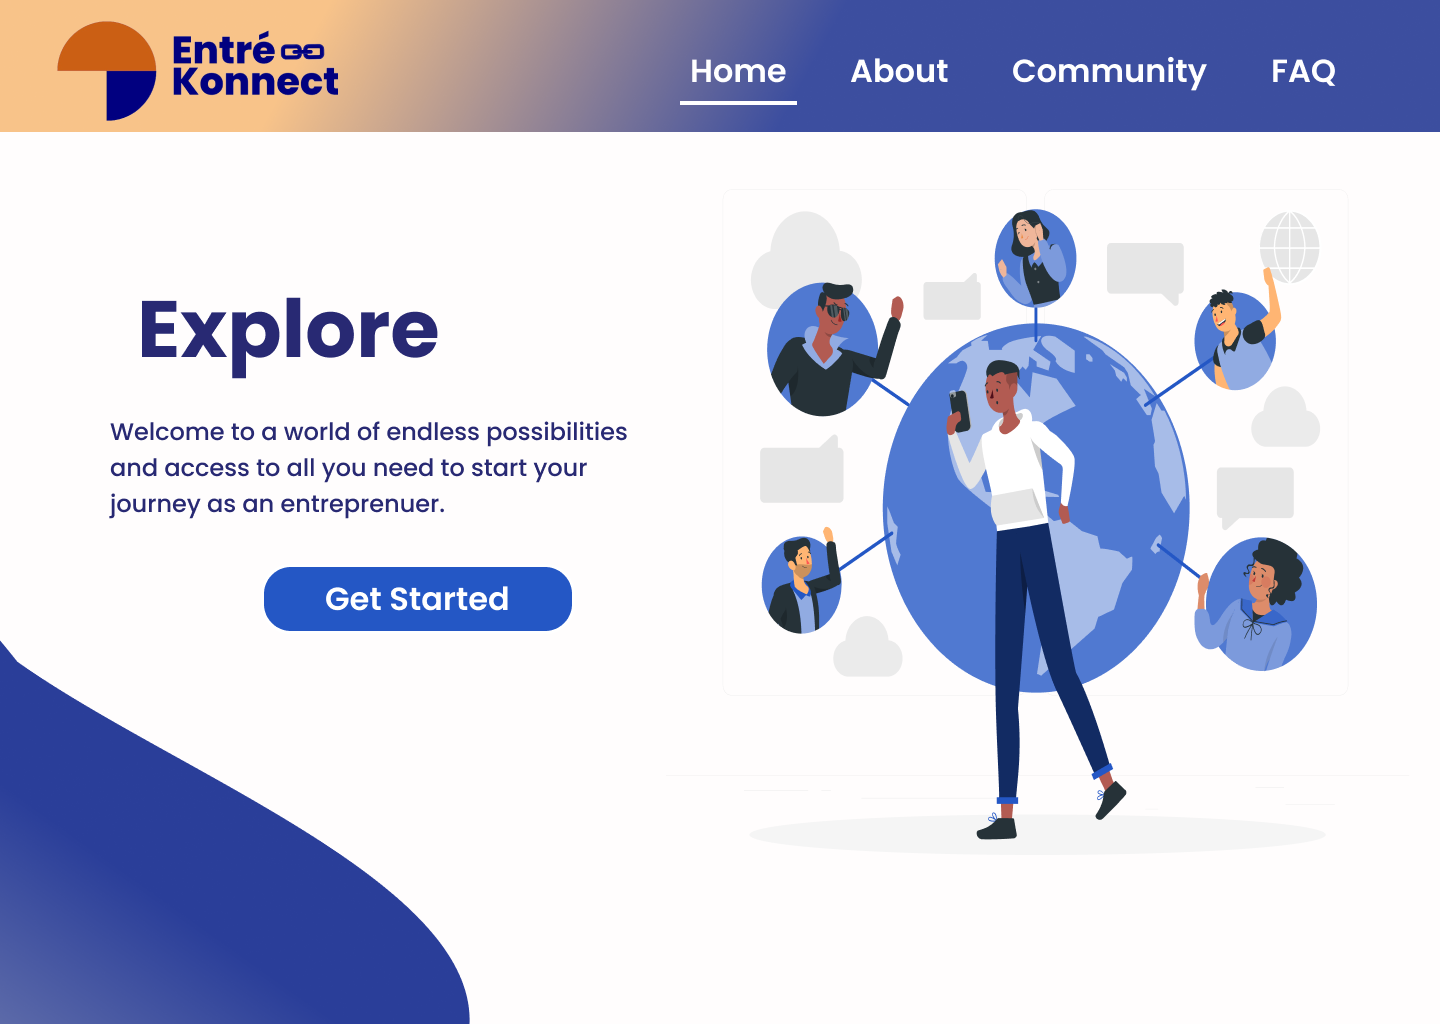 Entré
Konnect
Home About Community FAQ
Explore
Welcome to a world of endless possibilities
and access to all you need to start your
journey as an entreprenuer.
Get Started